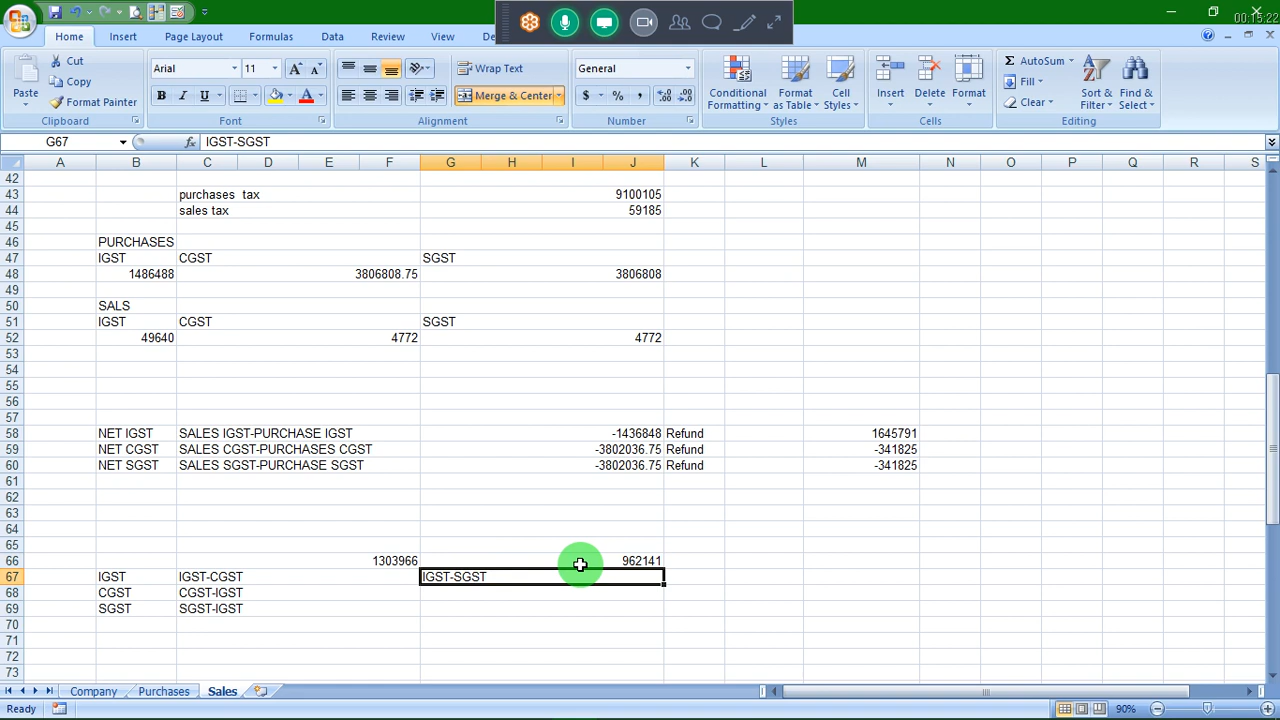 00:15:22
Home Insert Page Layout Formulas Data Review View
Cut
Copy
Format Painter
Paste
Clipboard
Arial 11
A A
B I U A
Font
Wrap Text
Merge & Center
Alignment
General
$ % ,
Number
Conditional Formatting
Format as Table
Cell Styles
Styles
Insert Delete Format
Cells
Σ AutoSum
Fill
Clear
Sort & Filter
Find & Select
Editing
G67 fx IGST-SGST
A B C D E F G H I J K L M N O P Q R S
42
43 purchases tax 9100105
44 sales tax 59185
45
46 PURCHASES
47 IGST CGST SGST
48 1486488 3806808.75 3806808
49
50 SALS
51 IGST CGST SGST
52 49640 4772 4772
53
54
55
56
57
58 NET IGST SALES IGST-PURCHASE IGST -1436848 Refund 1645791
59 NET CGST SALES CGST-PURCHASES CGST -3802036.75 Refund -341825
60 NET SGST SALES SGST-PURCHASE SGST -3802036.75 Refund -341825
61
62
63
64
65
66 1303966 962141
67 IGST IGST-CGST IGST-SGST
68 CGST CGST-IGST
69 SGST SGST-IGST
70
71
72
73
Company Purchases Sales
Ready 90%